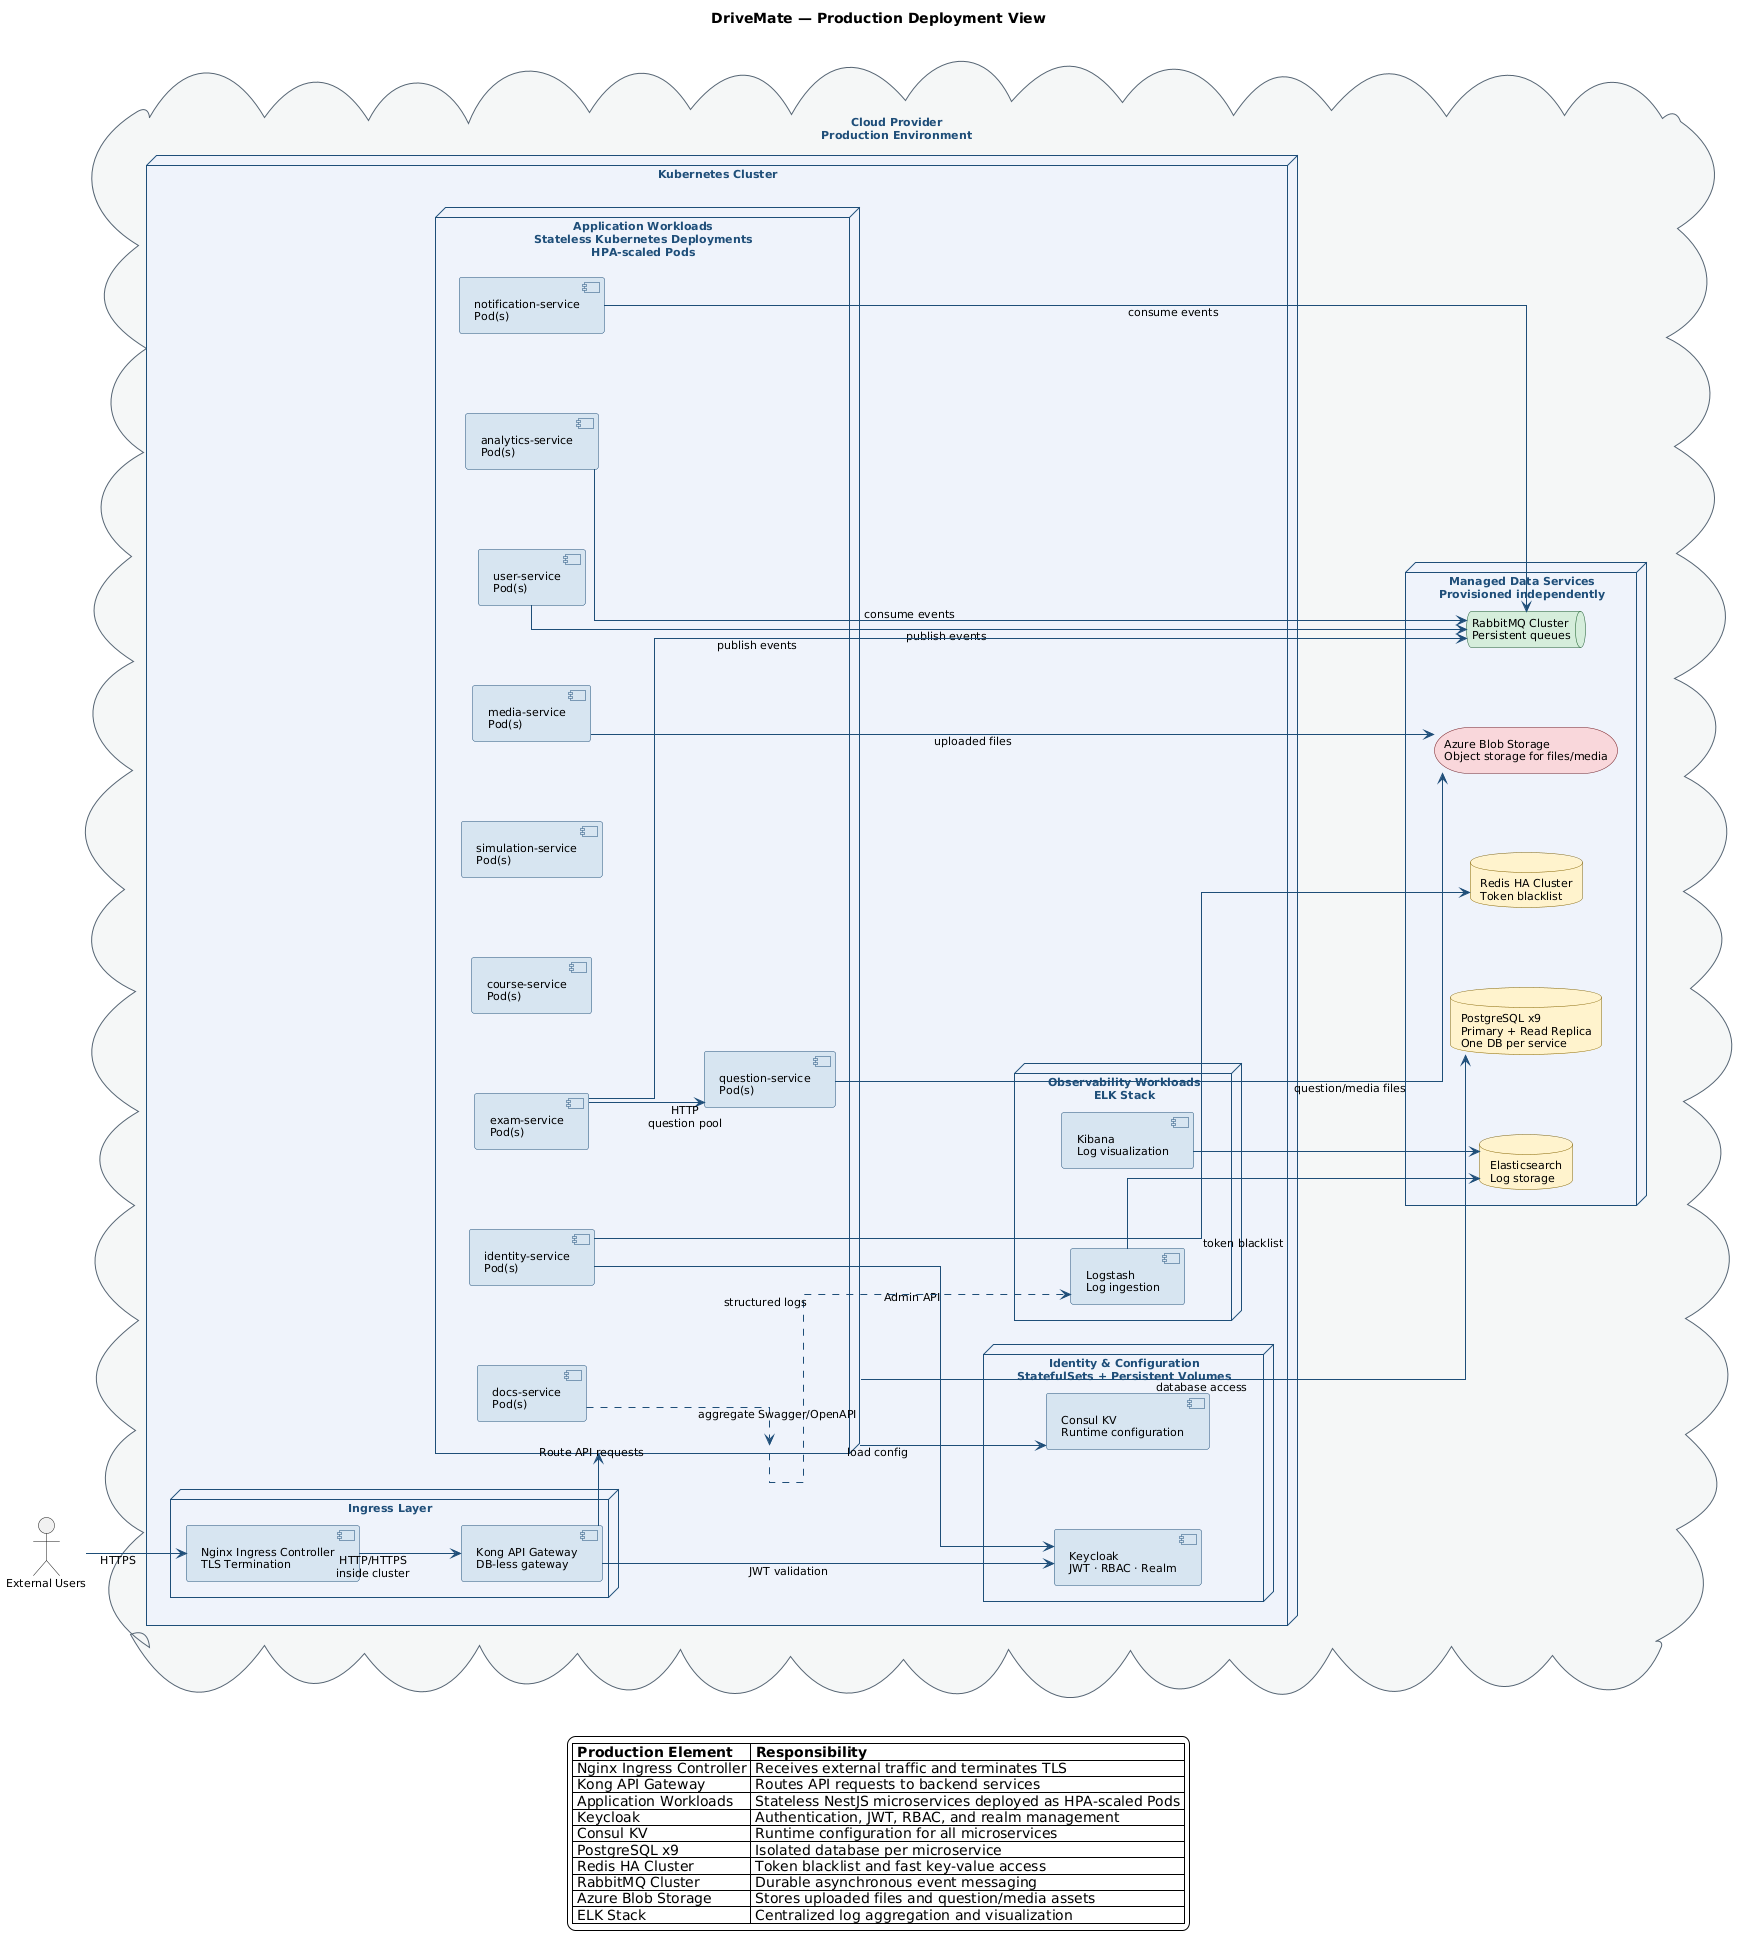 DriveMate — Production Deployment View
Cloud Provider
Production Environment
Kubernetes Cluster
Application Workloads
Stateless Kubernetes Deployments
HPA-scaled Pods
notification-service
Pod(s)
consume events
analytics-service
Pod(s)
user-service
Pod(s)
consume events
publish events
publish events
Managed Data Services
Provisioned independently
RabbitMQ Cluster
Persistent queues
media-service
Pod(s)
uploaded files
Azure Blob Storage
Object storage for files/media
simulation-service
Pod(s)
Redis HA Cluster
Token blacklist
course-service
Pod(s)
PostgreSQL x9
Primary + Read Replica
One DB per service
exam-service
Pod(s)
HTTP
question pool
question-service
Pod(s)
question/media files
Observability Workloads
ELK Stack
Kibana
Log visualization
Elasticsearch
Log storage
identity-service
Pod(s)
token blacklist
Logstash
Log ingestion
structured logs
Admin API
docs-service
Pod(s)
aggregate Swagger/OpenAPI
Identity & Configuration
StatefulSets + Persistent Volumes
database access
Consul KV
Runtime configuration
load config
Route API requests
Ingress Layer
External Users
HTTPS
Nginx Ingress Controller
TLS Termination
HTTP/HTTPS
inside cluster
Kong API Gateway
DB-less gateway
JWT validation
Keycloak
JWT · RBAC · Realm
Production Element Responsibility
Nginx Ingress Controller Receives external traffic and terminates TLS
Kong API Gateway Routes API requests to backend services
Application Workloads Stateless NestJS microservices deployed as HPA-scaled Pods
Keycloak Authentication, JWT, RBAC, and realm management
Consul KV Runtime configuration for all microservices
PostgreSQL x9 Isolated database per microservice
Redis HA Cluster Token blacklist and fast key-value access
RabbitMQ Cluster Durable asynchronous event messaging
Azure Blob Storage Stores uploaded files and question/media assets
ELK Stack Centralized log aggregation and visualization